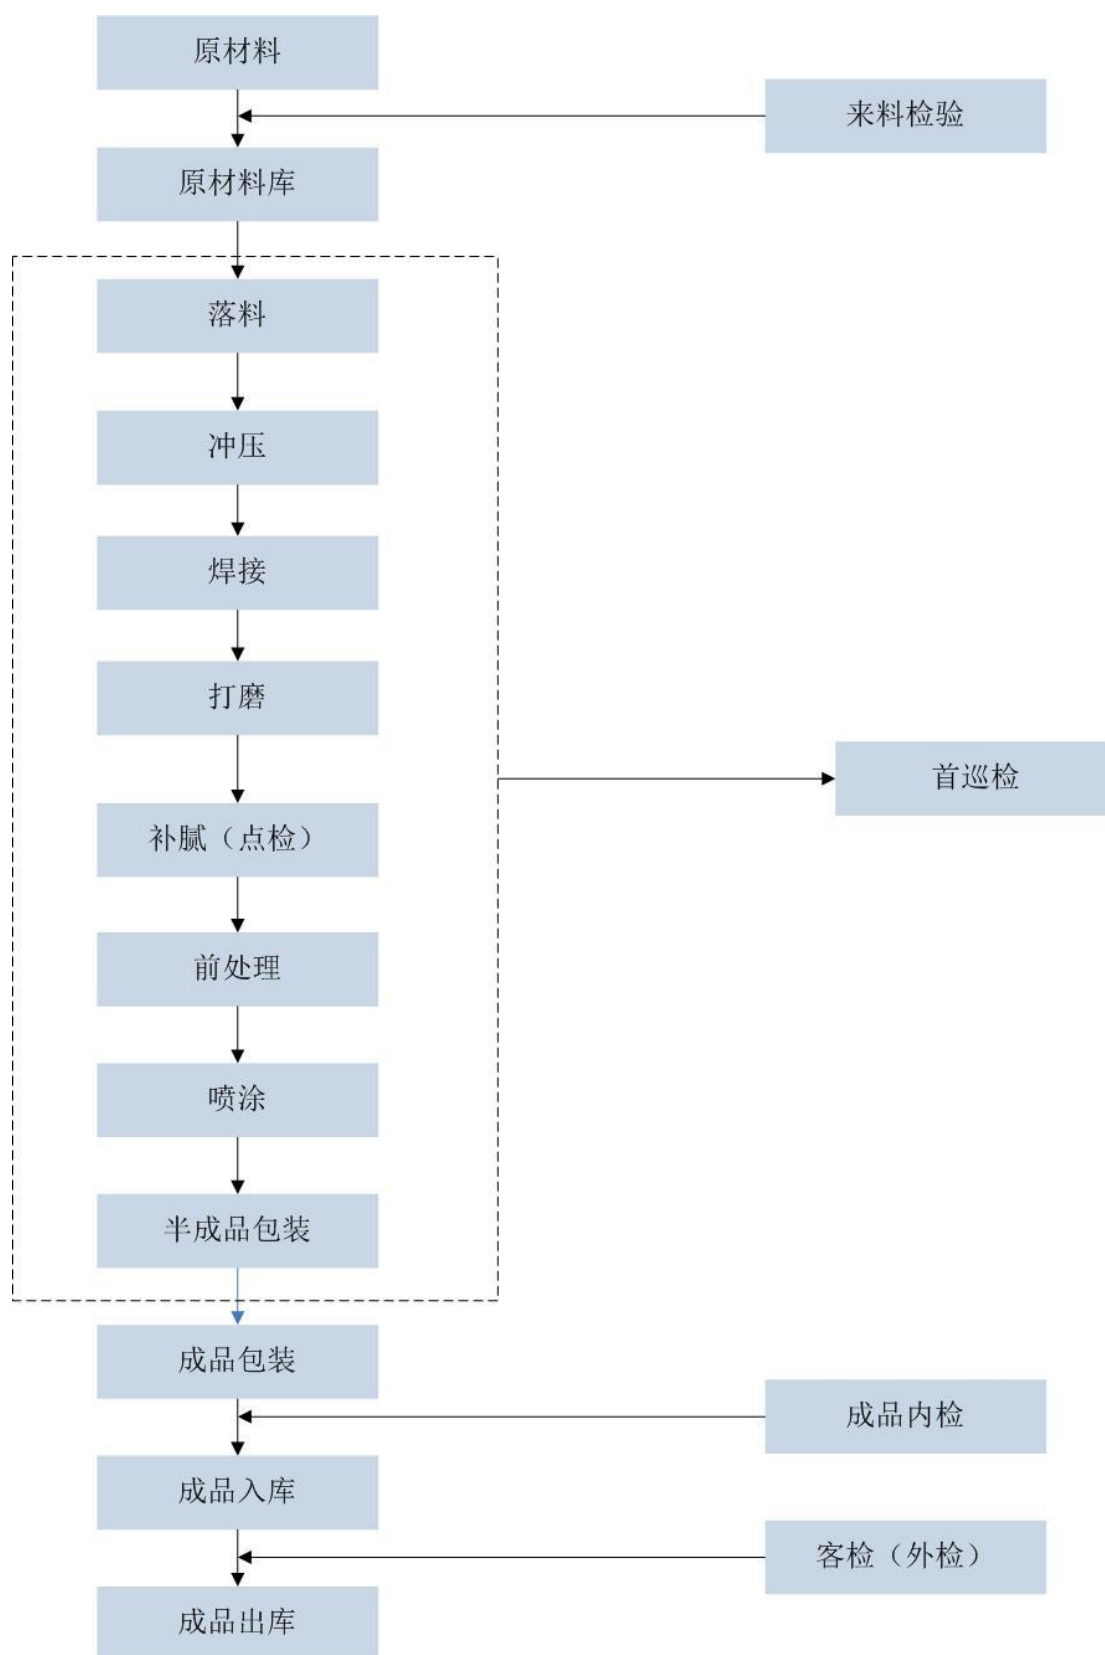 原材料
来料检验
原材料库
落料
冲压
焊接
打磨
首巡检
补腻（点检）
前处理
喷涂
半成品包装
成品包装
成品内检
成品入库
客检（外检）
成品出库